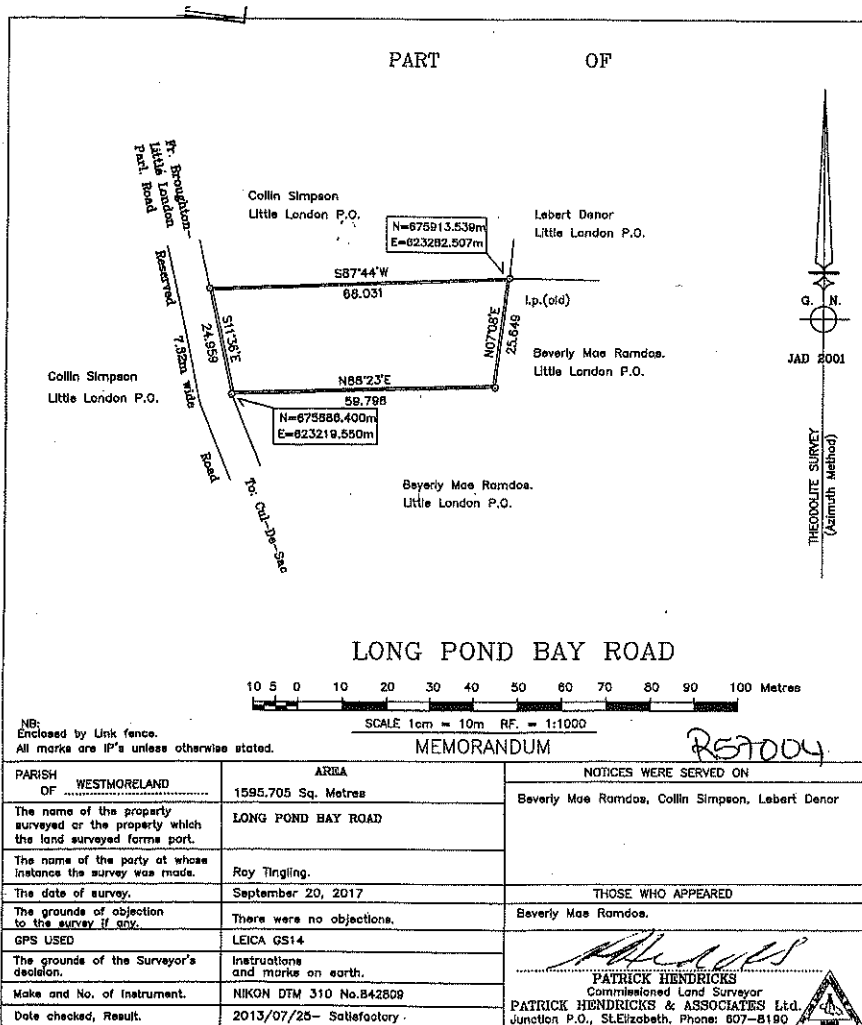 PART OF
Fr. Broughton-
Little London
Parl. Road
Reserved 7.32m wide Road
To: Cul-De-Sac
Collin Simpson
Little London P.O.
N=675913.539m
E=623282.507m
Lebert Denor
Little London P.O.
S87°44'W
68.031
I.p.(old)
S11°36'E
24.959
N07°08'E
25.649
G. N.
JAD 2001
Collin Simpson
Little London P.O.
Beverly Mae Ramdos.
Little London P.O.
N88°23'E
59.798
N=675888.400m
E=623219.550m
Beverly Mae Ramdos.
Little London P.O.
THEODOLITE SURVEY
(Azimuth Method)
LONG POND BAY ROAD
10 5 0 10 20 30 40 50 60 70 80 90 100 Metres
SCALE 1cm = 10m RF. = 1:1000
NB:
Enclosed by Link fence.
All marks are IP's unless otherwise stated.
MEMORANDUM
R57004
PARISH OF WESTMORELAND
AREA
1595.705 Sq. Metres
The name of the property
surveyed or the property which
the land surveyed forms part.
LONG POND BAY ROAD
The name of the party at whose
instance the survey was made.
Roy Tingling.
The date of survey.
September 20, 2017
The grounds of objection
to the survey if any.
There were no objections.
GPS USED
LEICA GS14
The grounds of the Surveyor's
decision.
Instructions
and marks on earth.
Make and No. of Instrument.
NIKON DTM 310 No.842809
Date checked, Result.
2013/07/26- Satisfactory
NOTICES WERE SERVED ON
Beverly Mae Ramdos, Collin Simpson, Lebert Denor
THOSE WHO APPEARED
Beverly Mae Ramdos.
PATRICK HENDRICKS
Commissioned Land Surveyor
PATRICK HENDRICKS & ASSOCIATES Ltd.
Junction P.O., St.Elizabeth, Phone: 607-8190